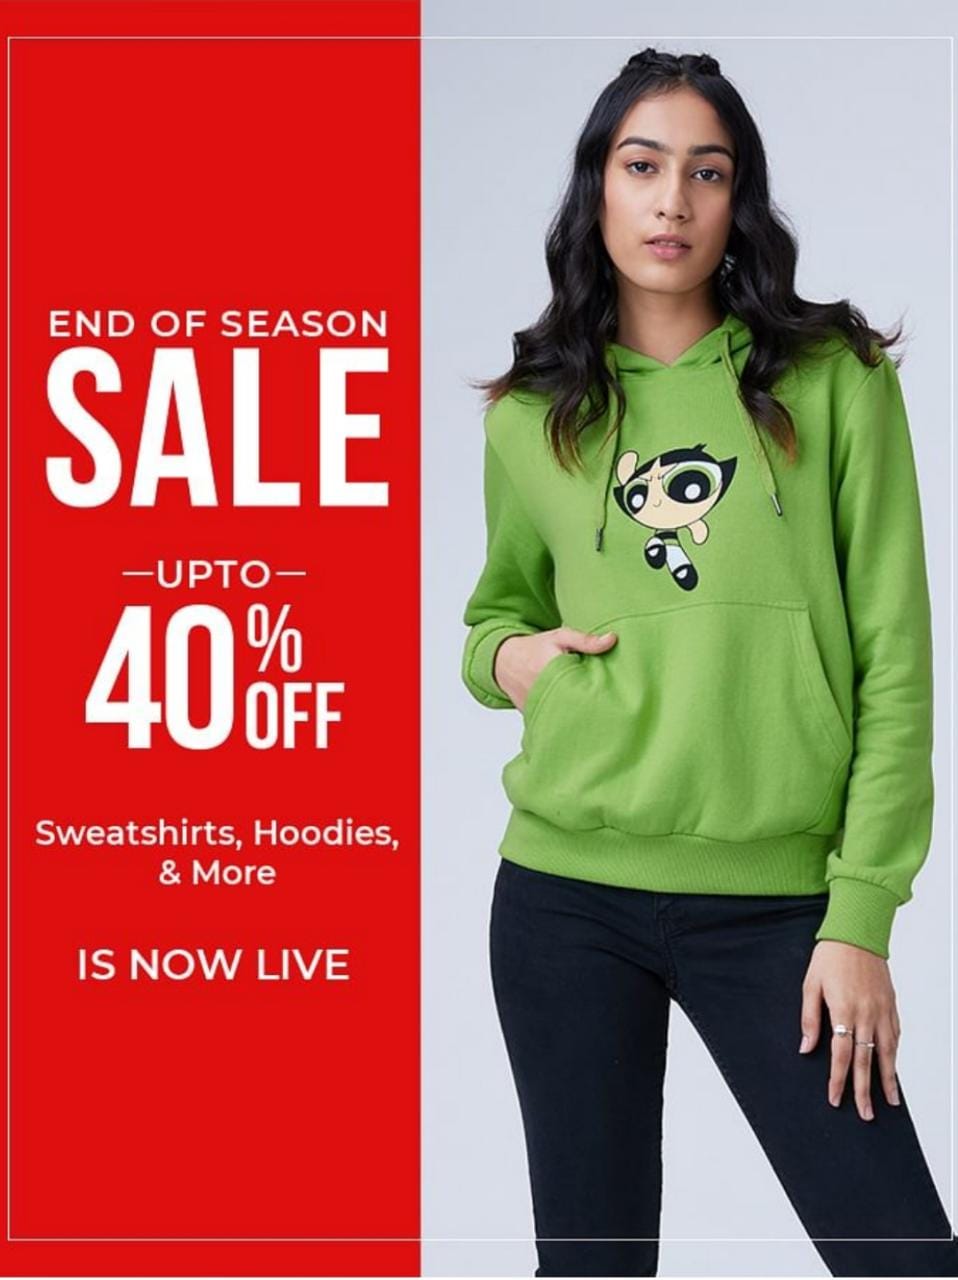 END OF SEASON
SALE
—UPTO—
40% OFF
Sweatshirts, Hoodies,
& More
IS NOW LIVE